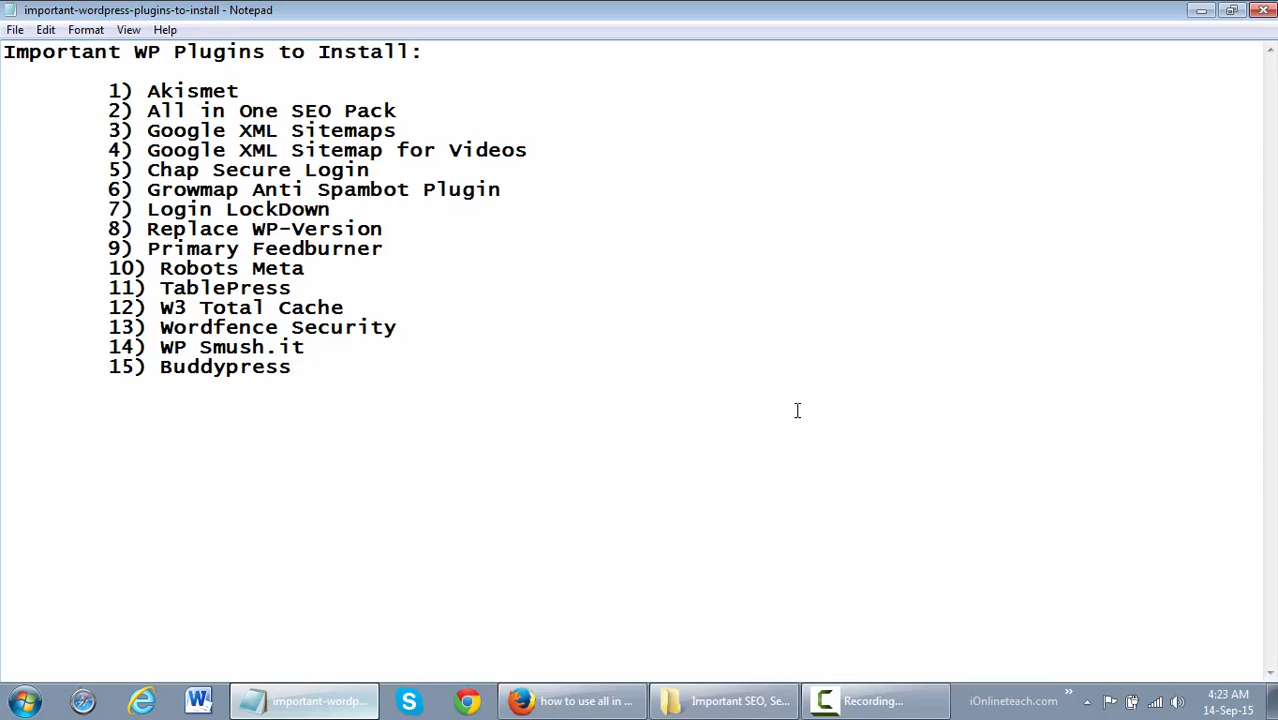 important-wordpress-plugins-to-install - Notepad
File Edit Format View Help
Important WP Plugins to Install:
1) Akismet
2) All in One SEO Pack
3) Google XML Sitemaps
4) Google XML Sitemap for Videos
5) Chap Secure Login
6) Growmap Anti Spambot Plugin
7) Login LockDown
8) Replace WP-Version
9) Primary Feedburner
10) Robots Meta
11) TablePress
12) W3 Total Cache
13) Wordfence Security
14) WP Smush.it
15) Buddypress
important-wordp... how to use all in ... Important SEO, Se... Recording... iOnlineteach.com » 4:23 AM
14-Sep-15